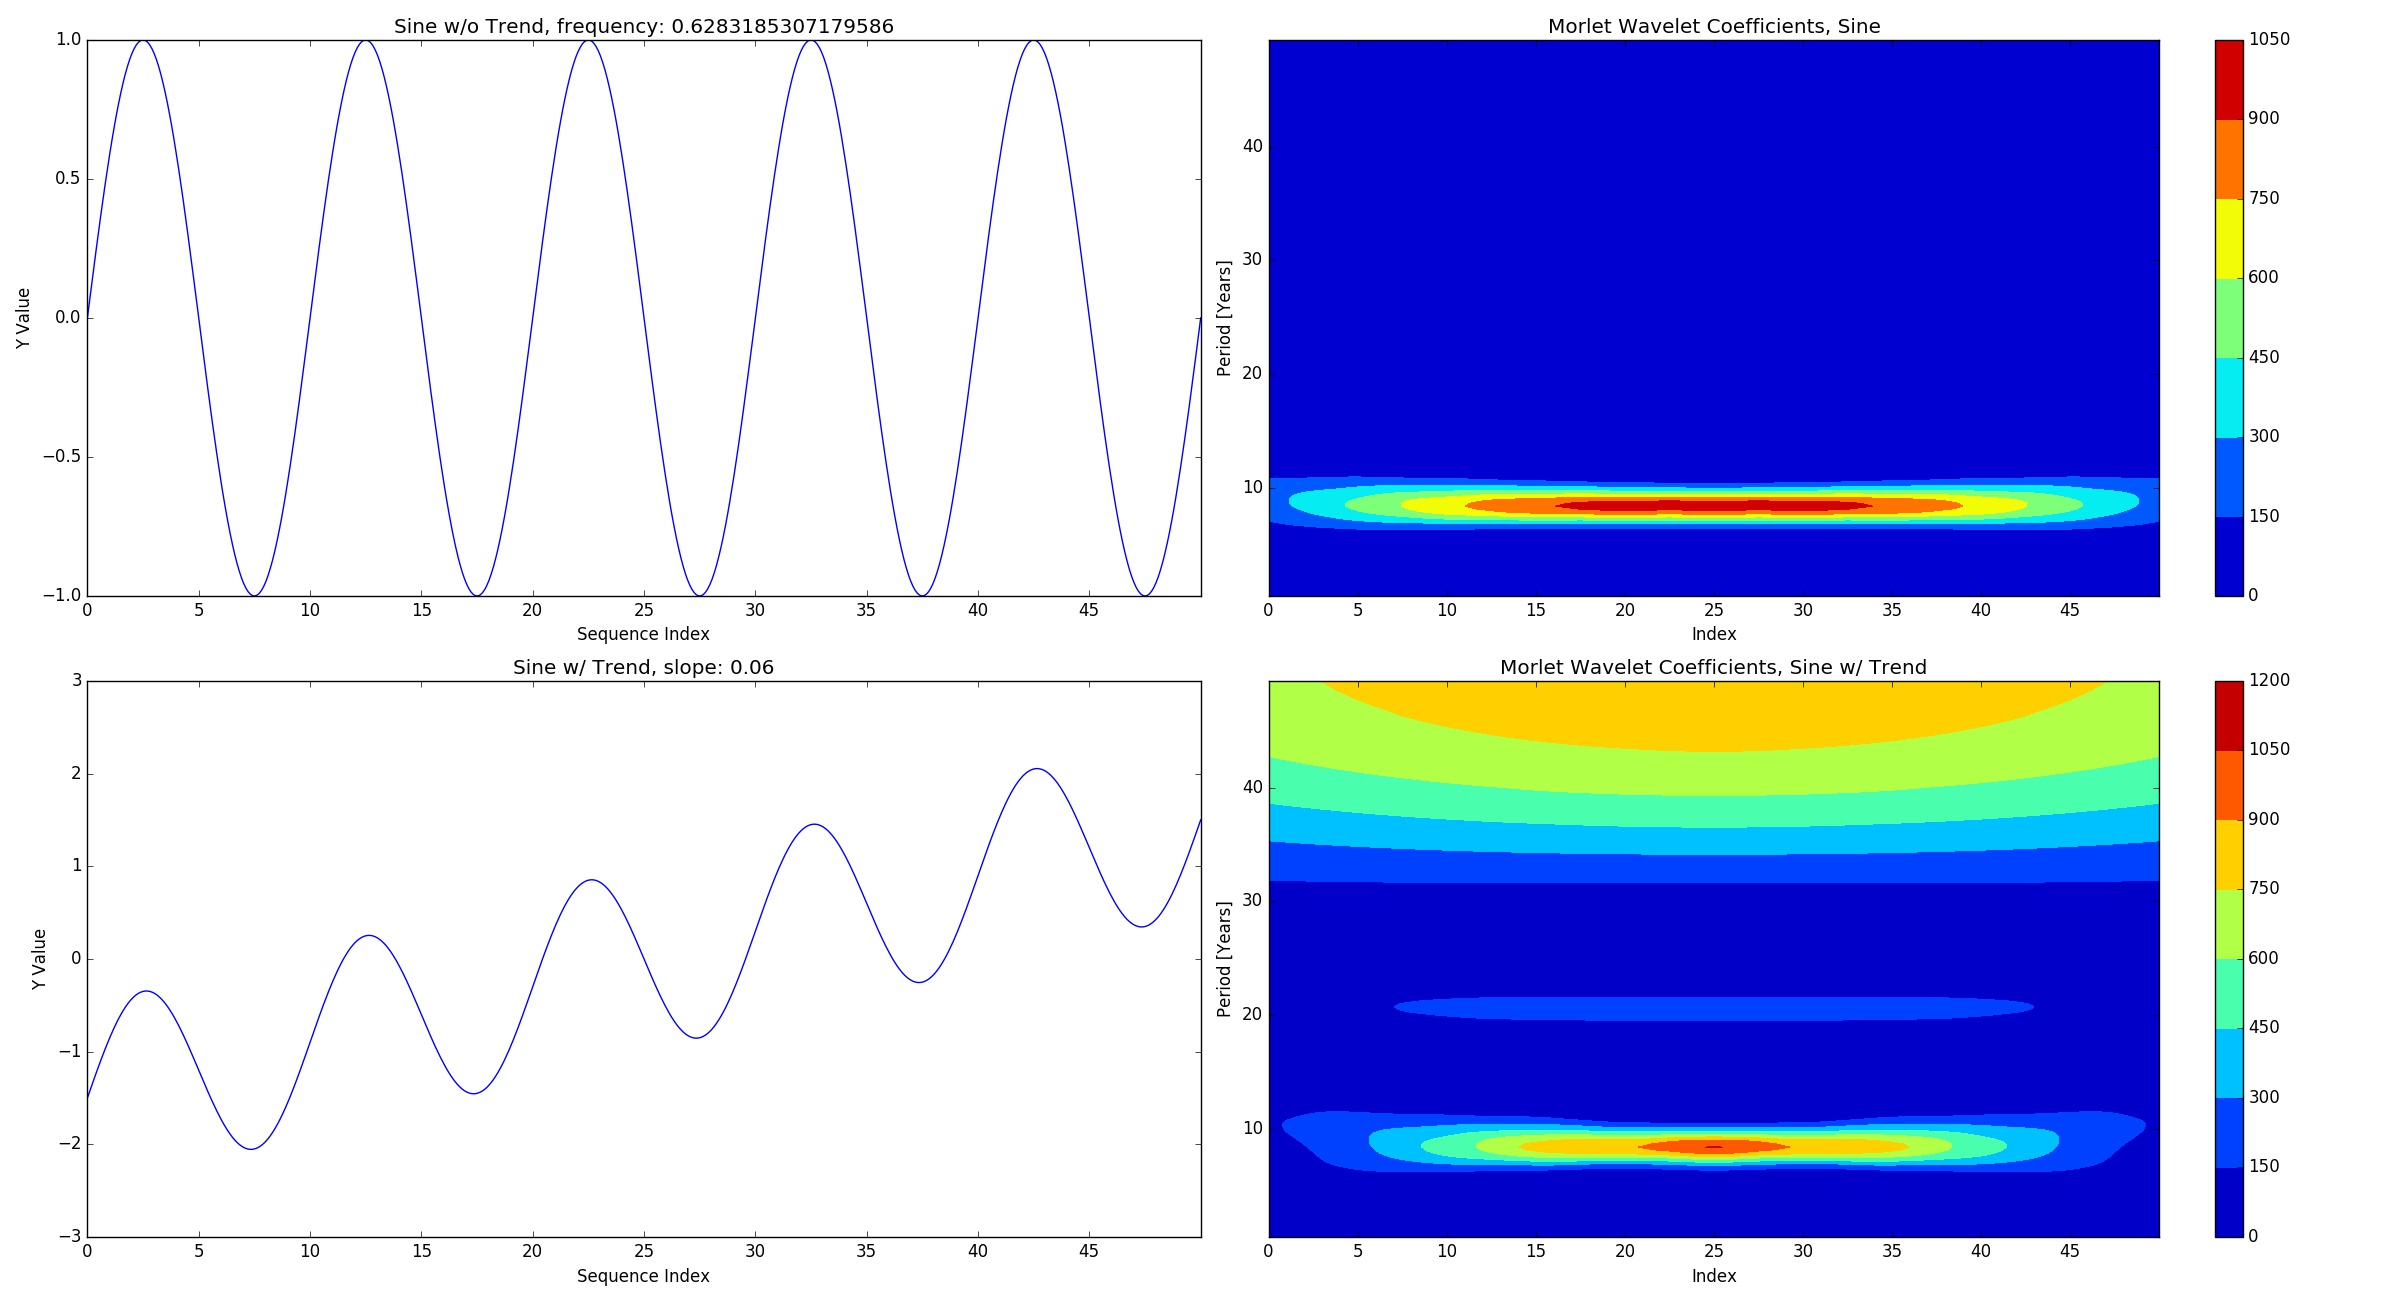 Sine w/o Trend, frequency: 0.6283185307179586
1.0
0.5
0.0
−0.5
−1.0
Y Value
0 5 10 15 20 25 30 35 40 45
Sequence Index
Morlet Wavelet Coefficients, Sine
40
30
20
10
Period [Years]
0 5 10 15 20 25 30 35 40 45
Index
1050
900
750
600
450
300
150
0
Sine w/ Trend, slope: 0.06
3
2
1
0
−1
−2
−3
Y Value
0 5 10 15 20 25 30 35 40 45
Sequence Index
Morlet Wavelet Coefficients, Sine w/ Trend
40
30
20
10
Period [Years]
0 5 10 15 20 25 30 35 40 45
Index
1200
1050
900
750
600
450
300
150
0